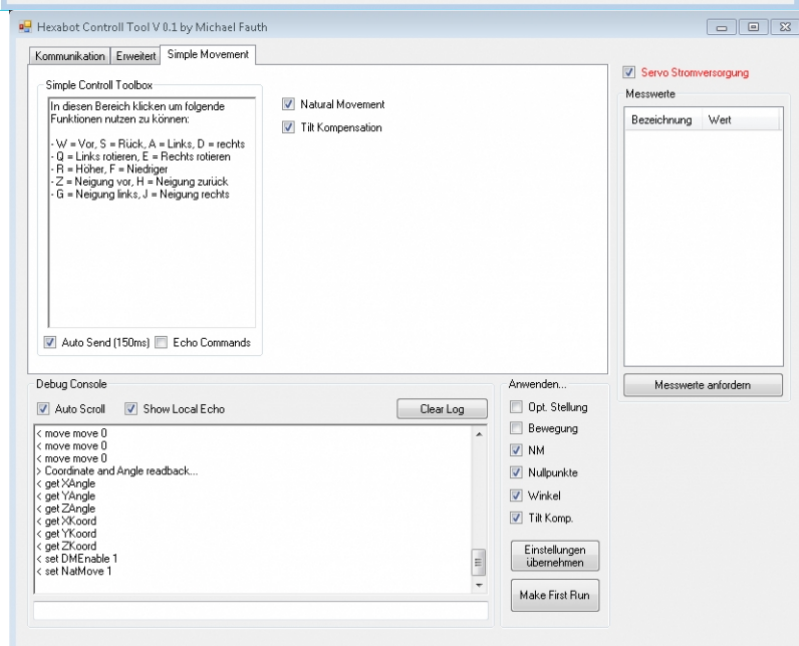 Hexabot Controll Tool V 0.1 by Michael Fauth
Kommunikation
Erweitert
Simple Movement
Simple Controll Toolbox
In diesen Bereich klicken um folgende
Funktionen nutzen zu können:
- W = Vor, S = Rück, A = Links, D = rechts
- Q = Links rotieren, E = Rechts rotieren
- R = Höher, F = Niedriger
- Z = Neigung vor, H = Neigung zurück
- G = Neigung links, J = Neigung rechts
Auto Send (150ms)
Echo Commands
Natural Movement
Tilt Kompensation
Servo Stromversorgung
Messwerte
Bezeichnung
Wert
Messwerte anfordern
Debug Console
Auto Scroll
Show Local Echo
Clear Log
< move move 0
< move move 0
< move move 0
> Coordinate and Angle readback...
< get XAngle
< get YAngle
< get ZAngle
< get XKoord
< get YKoord
< get ZKoord
< set DMEnable 1
< set NatMove 1
Anwenden...
Opt. Stellung
Bewegung
NM
Nullpunkte
Winkel
Tilt Komp.
Einstellungen
übernehmen
Make First Run